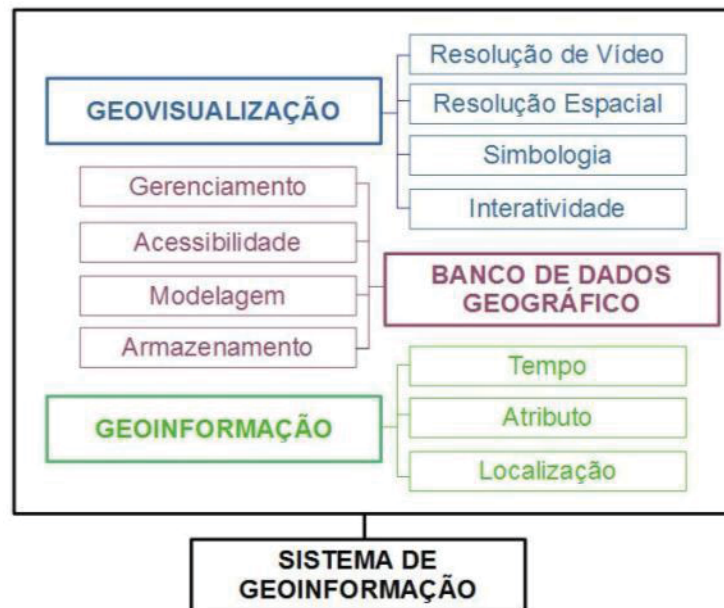 GEOVISUALIZAÇÃO
Resolução de Vídeo
Resolução Espacial
Simbologia
Interatividade
Gerenciamento
Acessibilidade
Modelagem
Armazenamento
BANCO DE DADOS
GEOGRÁFICO
GEOINFORMAÇÃO
Tempo
Atributo
Localização
SISTEMA DE
GEOINFORMAÇÃO